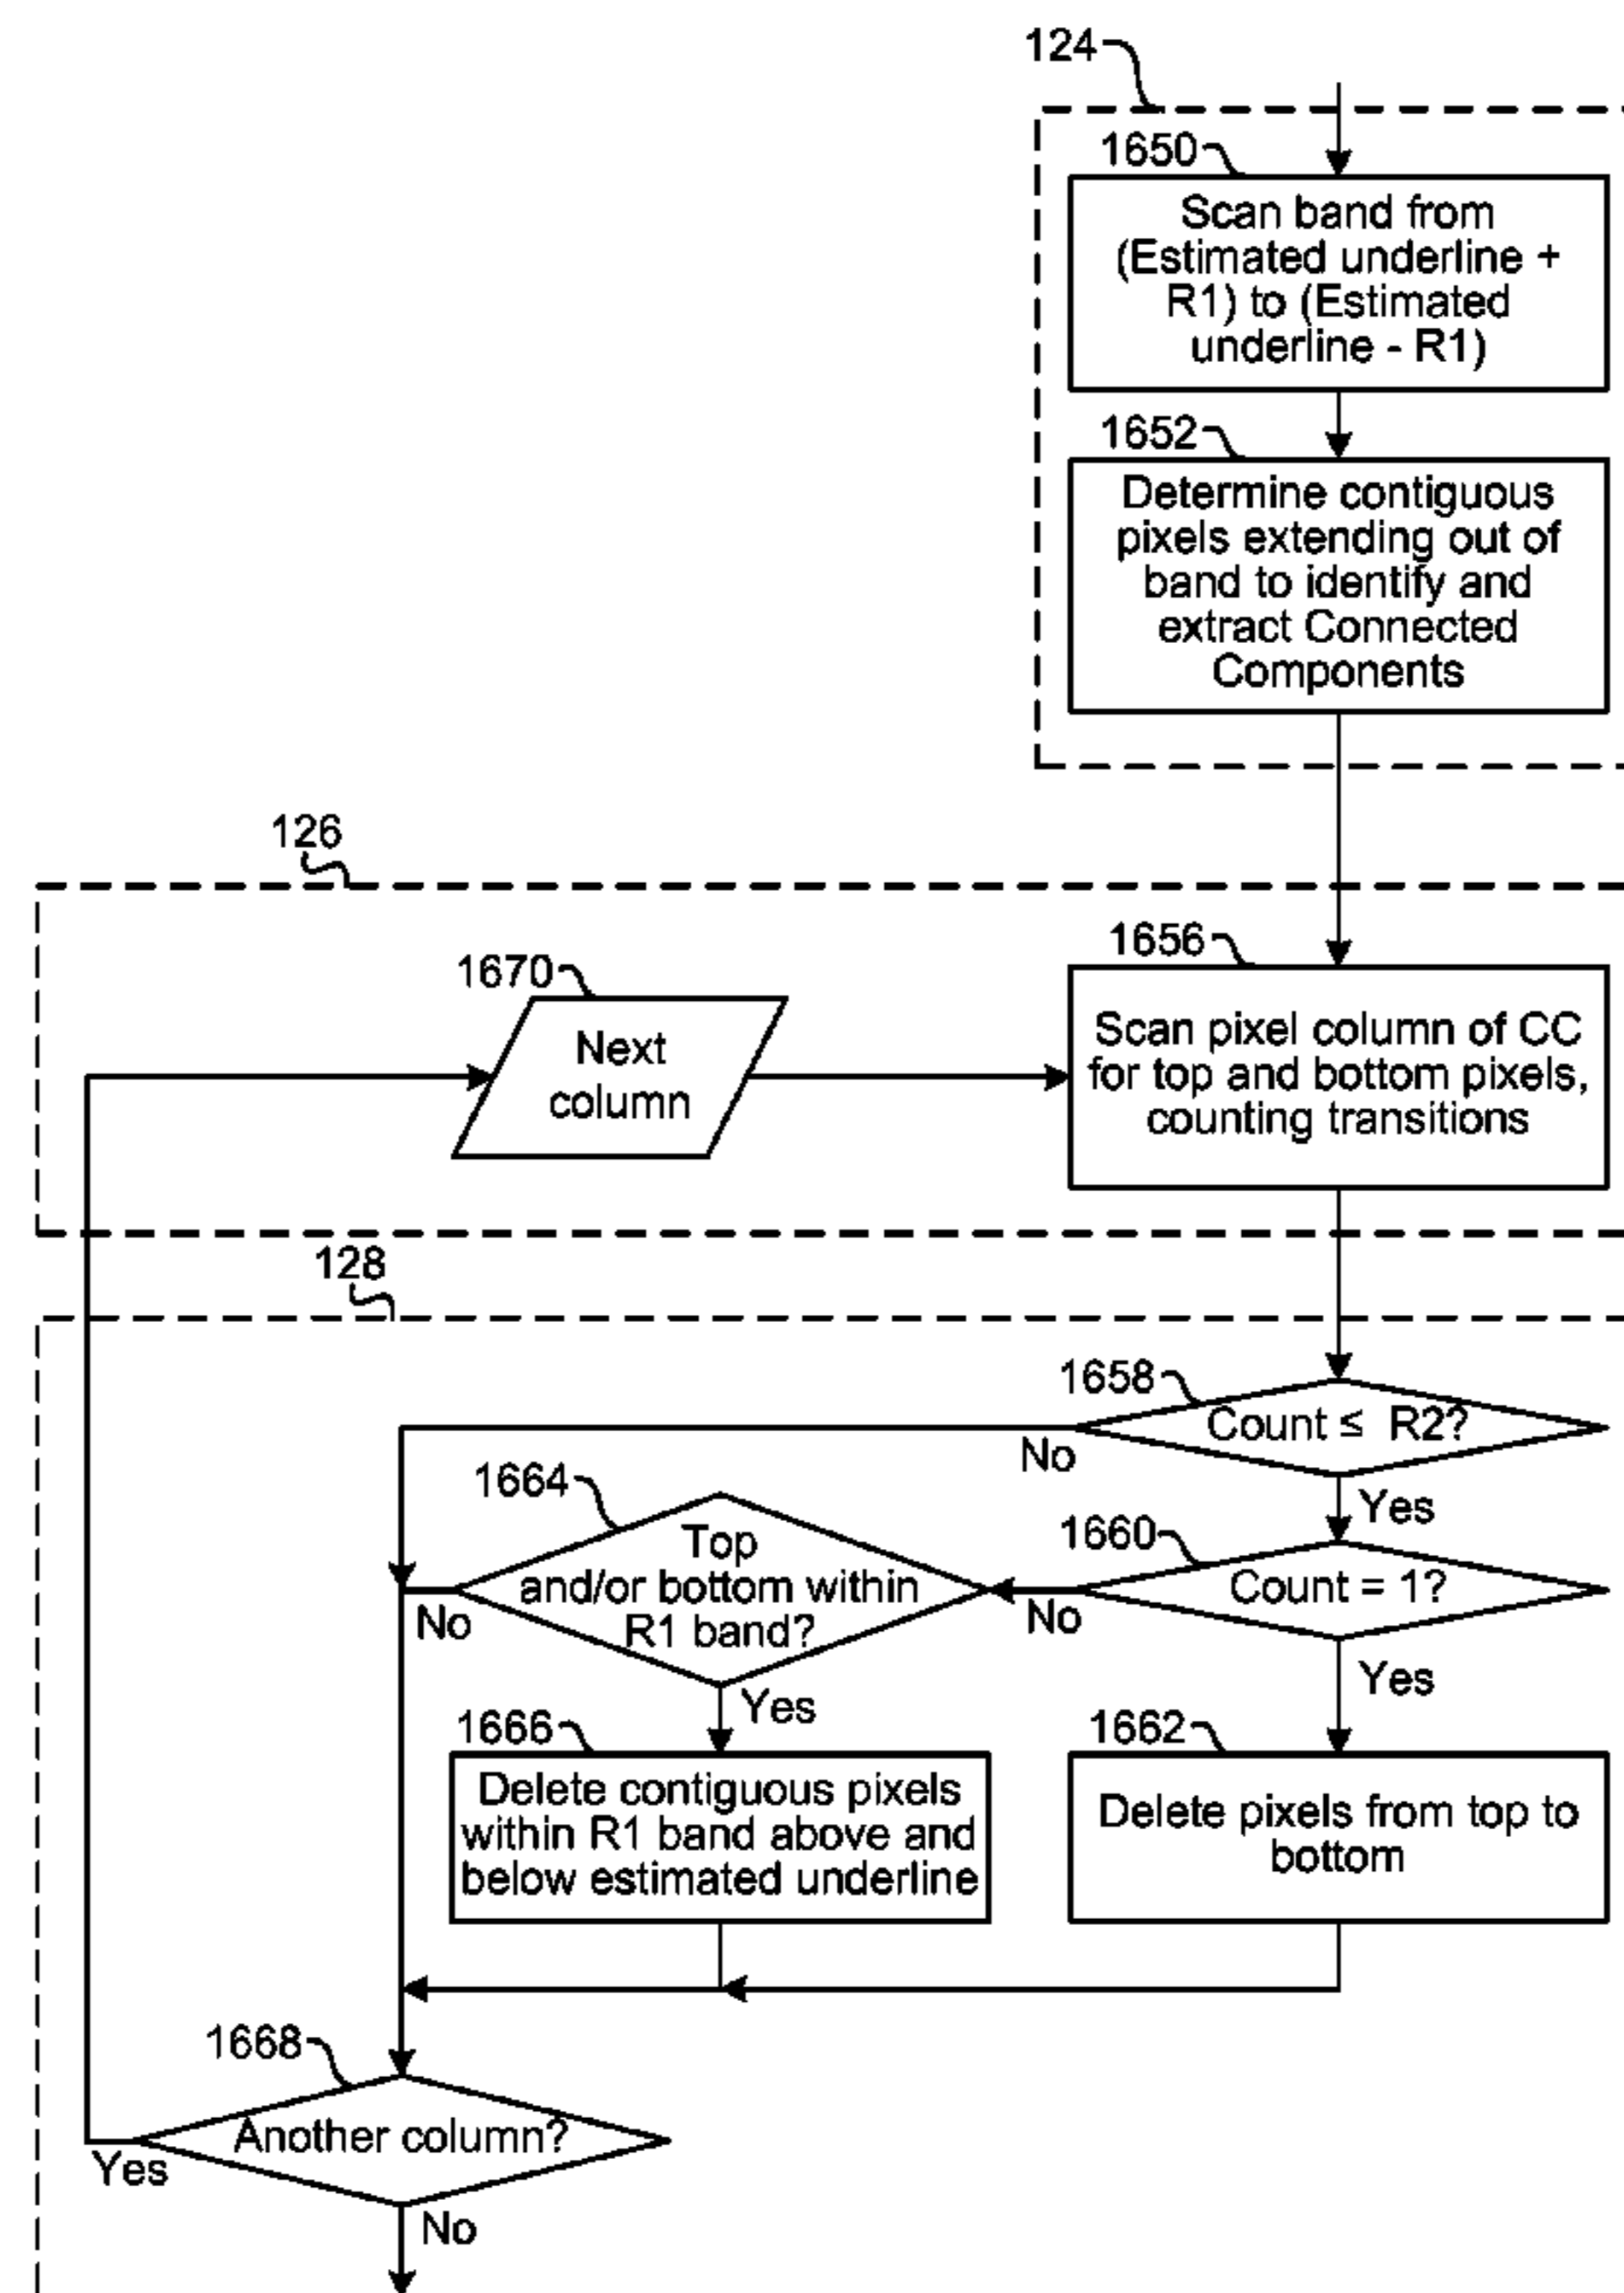 124
1650
Scan band from
(Estimated underline +
R1) to (Estimated
underline - R1)
1652
Determine contiguous
pixels extending out of
band to identify and
extract Connected
Components
126
1656
1670
Next
column
Scan pixel column of CC
for top and bottom pixels,
counting transitions
128
1658
Count ≤ R2?
No
Yes
1664
Top
and/or bottom within
R1 band?
No
Yes
1660
Count = 1?
No
Yes
1666
Delete contiguous pixels
within R1 band above and
below estimated underline
1662
Delete pixels from top to
bottom
1668
Another column?
Yes
No